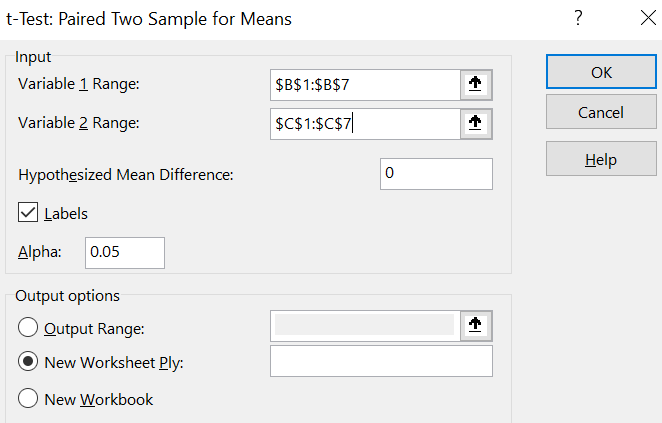 t-Test: Paired Two Sample for Means
?
Input
Variable 1 Range:
$B$1:$B$7
OK
Variable 2 Range:
$C$1:$C$7
Cancel
Hypothesized Mean Difference:
0
Help
Labels
Alpha:
0.05
Output options
Output Range:
New Worksheet Ply:
New Workbook